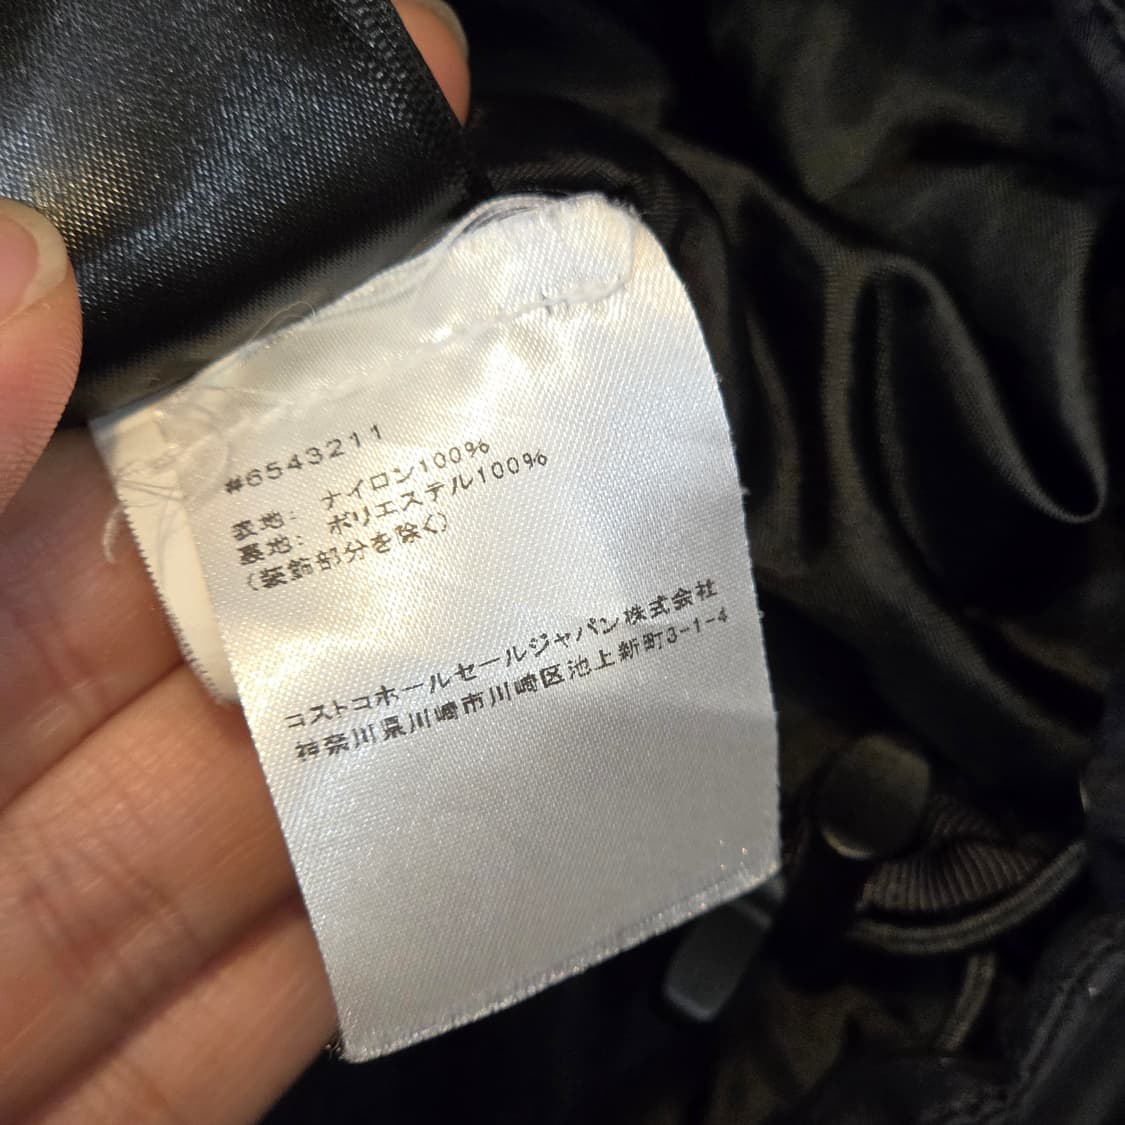 #6543211
表地: ナイロン100%
裏地: ポリエステル100%
(装飾部分を除く)
コストコホールセールジャパン株式会社
神奈川県川崎市川崎区池上新町3-1-4